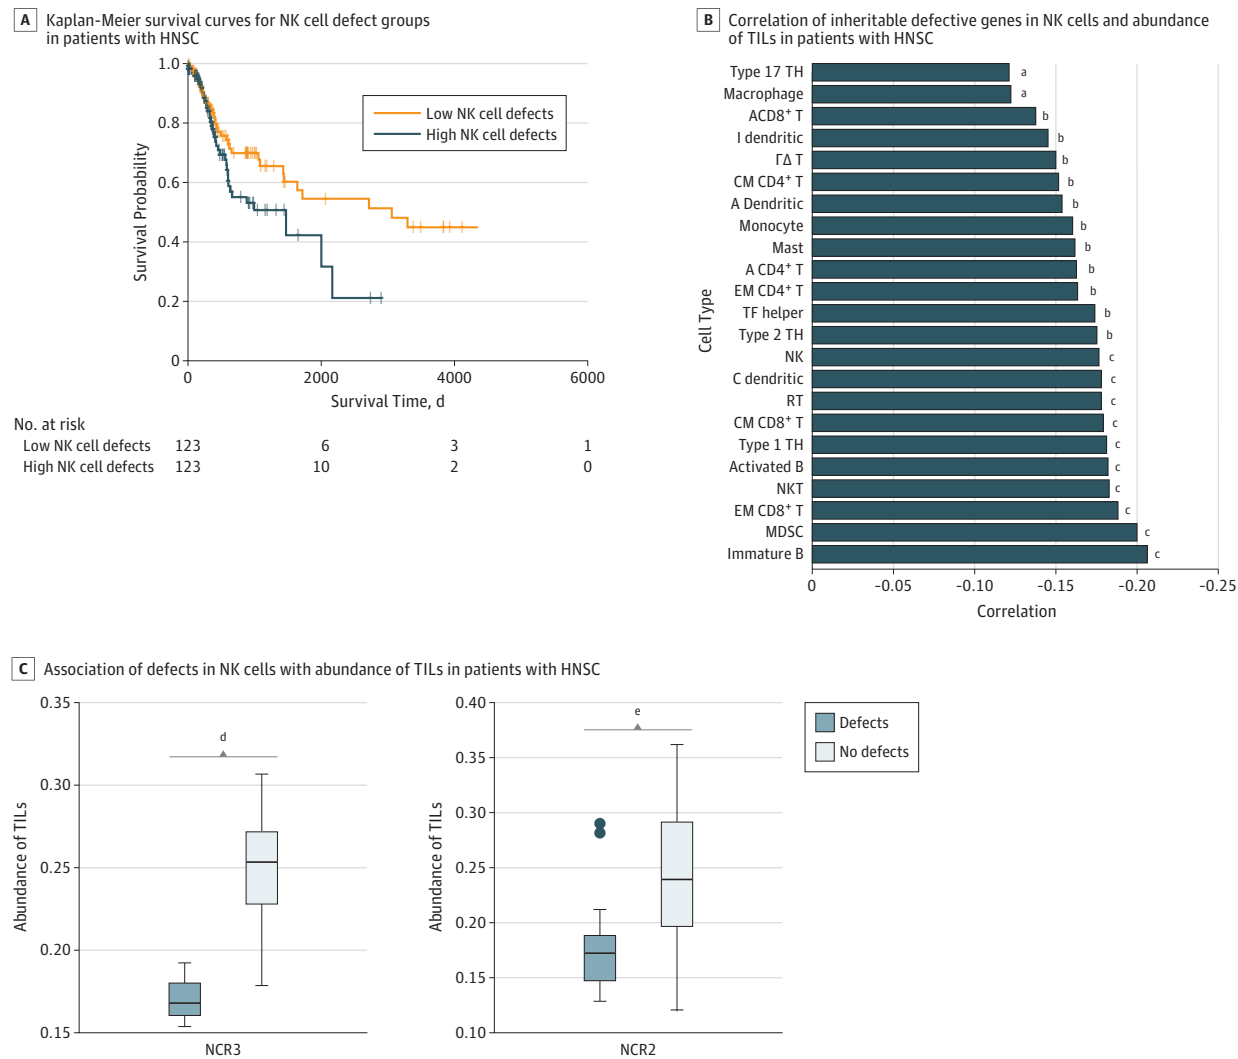 A Kaplan-Meier survival curves for NK cell defect groups
in patients with HNSC
1.0
0.8
0.6
0.4
0.2
0
Survival Probability
Low NK cell defects
High NK cell defects
0 2000 4000 6000
Survival Time, d
No. at risk
Low NK cell defects 123 6 3 1
High NK cell defects 123 10 2 0
B Correlation of inheritable defective genes in NK cells and abundance
of TILs in patients with HNSC
Cell Type
Type 17 TH a
Macrophage a
ACD8⁺ T b
I dendritic b
ΓΔ T b
CM CD4⁺ T b
A Dendritic b
Monocyte b
Mast b
A CD4⁺ T b
EM CD4⁺ T b
TF helper b
Type 2 TH b
NK c
C dendritic c
RT c
CM CD8⁺ T c
Type 1 TH c
Activated B c
NKT c
EM CD8⁺ T c
MDSC c
Immature B c
0 -0.05 -0.10 -0.15 -0.20 -0.25
Correlation
C Association of defects in NK cells with abundance of TILs in patients with HNSC
0.35
0.30
0.25
0.20
0.15
Abundance of TILs
d
NCR3
0.40
0.35
0.30
0.25
0.20
0.15
0.10
Abundance of TILs
e
NCR2
Defects
No defects